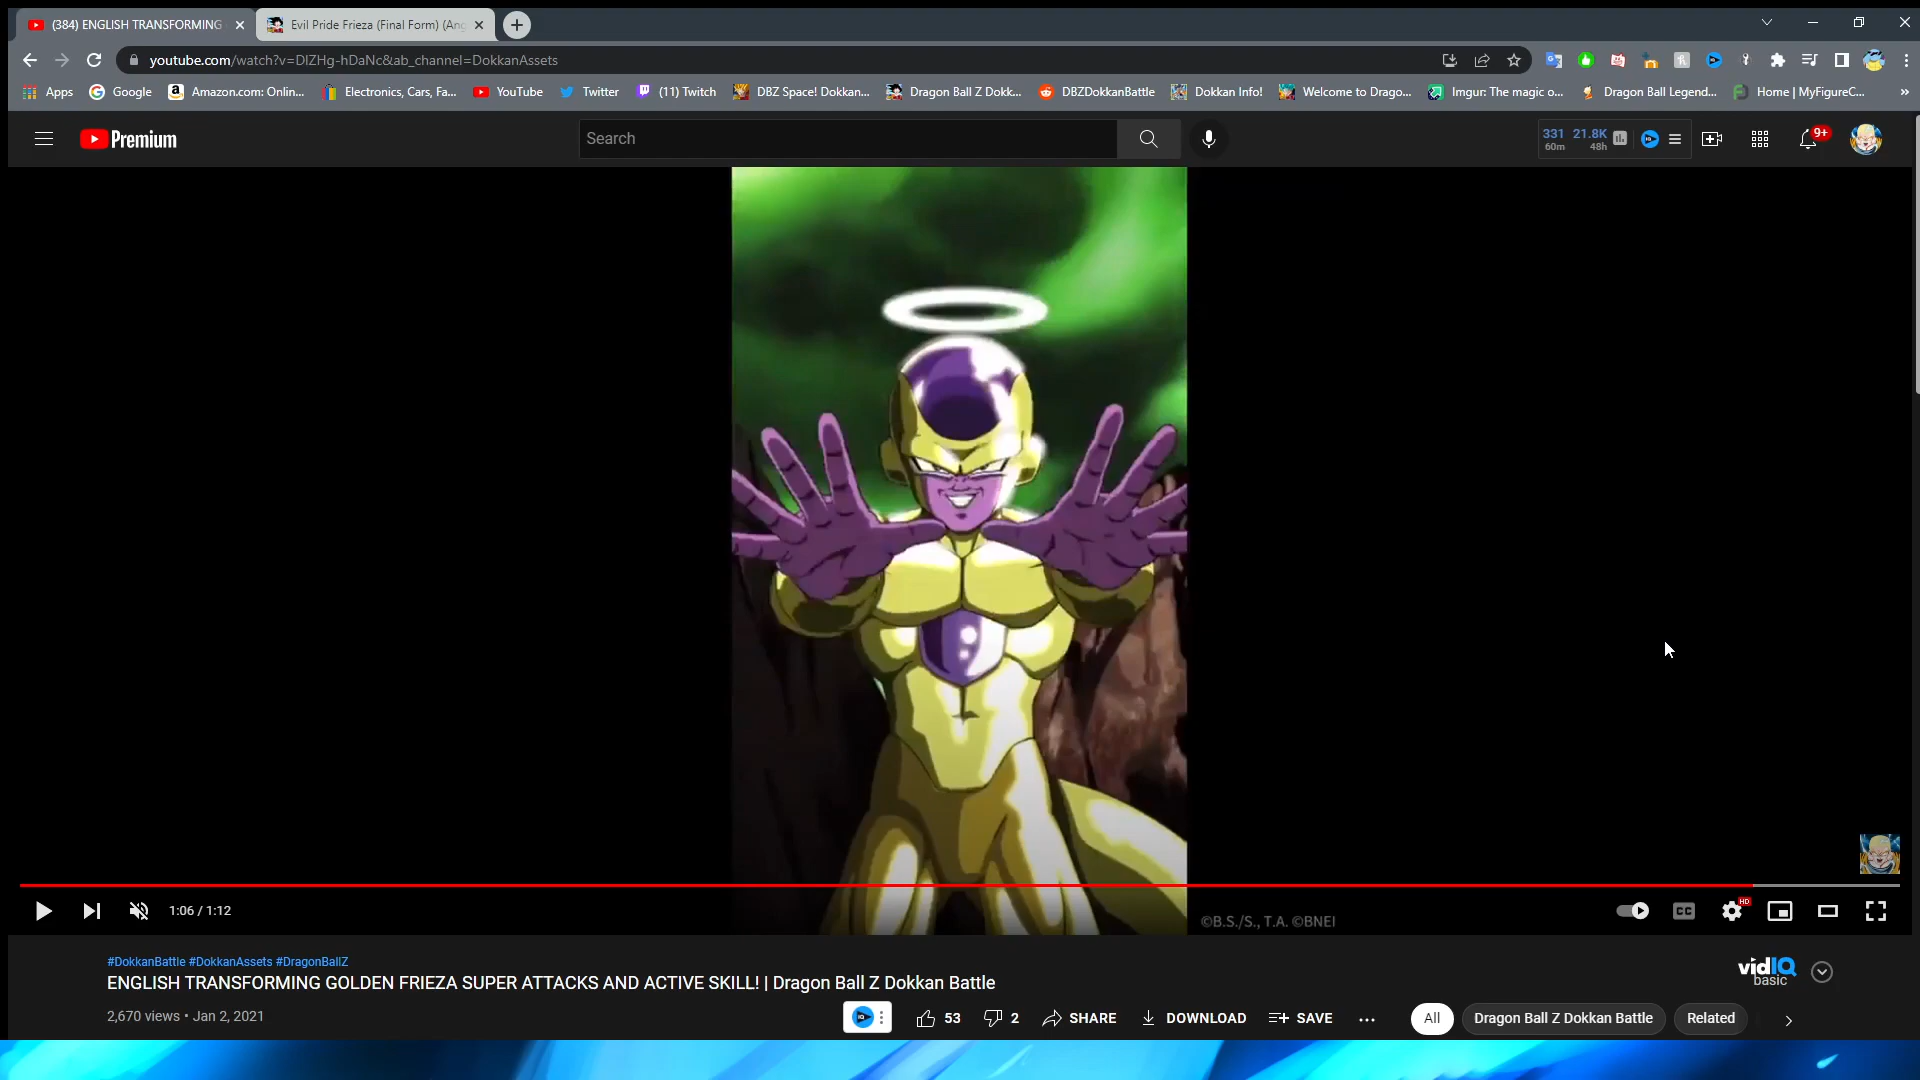 (384) ENGLISH TRANSFORMING
Evil Pride Frieza (Final Form) (Ang
youtube.com/watch?v=DlZHg-hDaNc&ab_channel=DokkanAssets
Apps
Google
Amazon.com: Onlin...
Electronics, Cars, Fa...
YouTube
Twitter
(11) Twitch
DBZ Space! Dokkan...
Dragon Ball Z Dokk...
DBZDokkanBattle
Dokkan Info!
Welcome to Drago...
Imgur: The magic o...
Dragon Ball Legend...
Home | MyFigureC...
Premium
Search
331 21.8K
60m 48h
9+
1:06 / 1:12
CC
HD
©B.S./S., T.A. ©BNEI
#DokkanBattle #DokkanAssets #DragonBallZ
ENGLISH TRANSFORMING GOLDEN FRIEZA SUPER ATTACKS AND ACTIVE SKILL! | Dragon Ball Z Dokkan Battle
vidIQ
basic
2,670 views • Jan 2, 2021
53
2
SHARE
DOWNLOAD
SAVE
All
Dragon Ball Z Dokkan Battle
Related